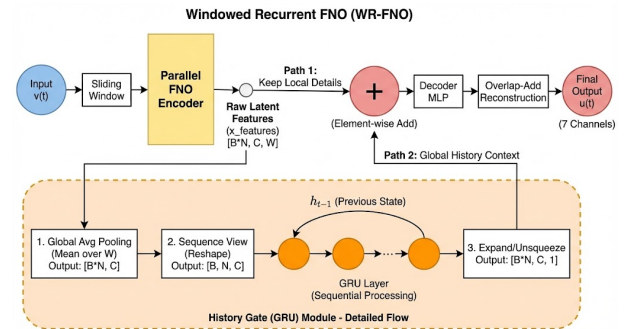 Windowed Recurrent FNO (WR-FNO)
Input
v(t)
Sliding
Window
Parallel
FNO
Encoder
Raw Latent
Features
(x_features)
[B*N, C, W]
Path 1:
Keep Local Details
+
(Element-wise Add)
Decoder
MLP
Overlap-Add
Reconstruction
Final
Output
u(t)
(7 Channels)
Path 2: Global History Context
1. Global Avg Pooling
(Mean over W)
Output: [B*N, C]
2. Sequence View
(Reshape)
Output: [B, N, C]
h_{t-1} (Previous State)
GRU Layer
(Sequential Processing)
3. Expand/Unsqueeze
Output: [B*N, C, 1]
History Gate (GRU) Module - Detailed Flow